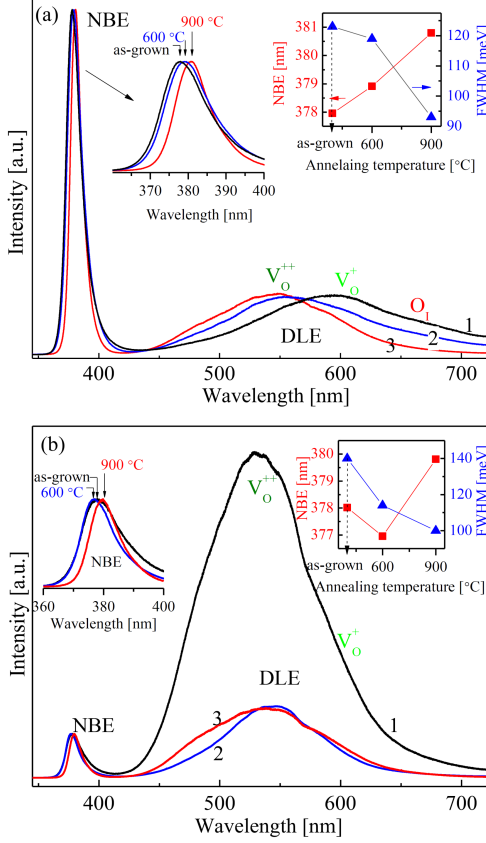 (a)
NBE
900 °C
600 °C
as-grown
370 380 390 400
Wavelength [nm]
381
380
379
378
NBE [nm]
120
110
100
90
FWHM [meV]
as-grown 600 900
Annelaing temperature [°C]
Intensity [a.u.]
V_O^++
V_O^+
O_I
DLE
1
2
3
400 500 600 700
Wavelength [nm]
(b)
as-grown
900 °C
600 °C
NBE
360 380 400
Wavelength [nm]
380
379
378
377
NBE [nm]
140
120
100
FWHM [meV]
as-grown 600 900
Annealing temperature [°C]
Intensity [a.u.]
V_O^++
V_O^+
NBE
DLE
1
3
2
400 500 600 700
Wavelength [nm]